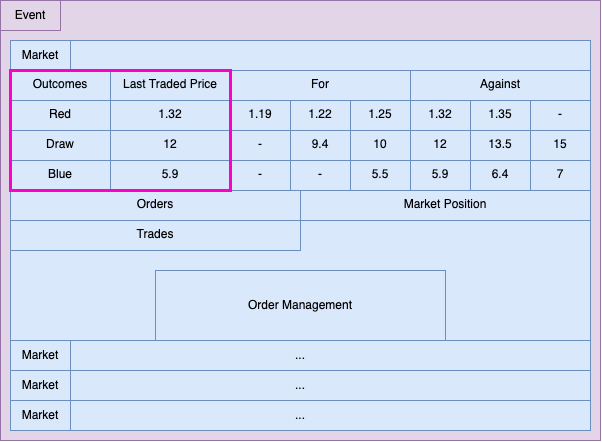 Event
Market
Outcomes Last Traded Price For Against
Red 1.32 1.19 1.22 1.25 1.32 1.35 -
Draw 12 - 9.4 10 12 13.5 15
Blue 5.9 - - 5.5 5.9 6.4 7
Orders Market Position
Trades
Order Management
Market ...
Market ...
Market ...